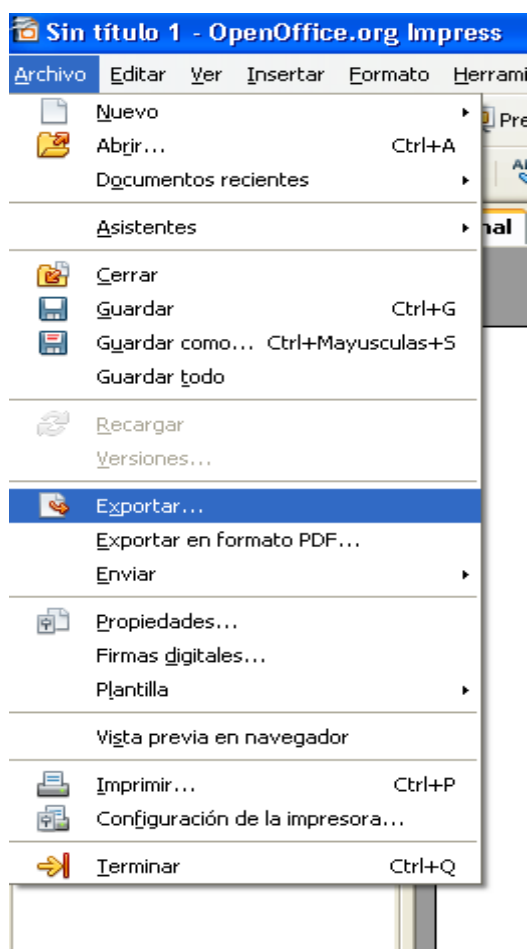 Sin título 1 - OpenOffice.org Impress
Archivo Editar Ver Insertar Formato
Nuevo
Abrir... Ctrl+A
Documentos recientes
Asistentes
Cerrar
Guardar Ctrl+G
Guardar como... Ctrl+Mayusculas+S
Guardar todo
Recargar
Versiones...
Exportar...
Exportar en formato PDF...
Enviar
Propiedades...
Firmas digitales...
Plantilla
Vista previa en navegador
Imprimir... Ctrl+P
Configuración de la impresora...
Terminar Ctrl+Q